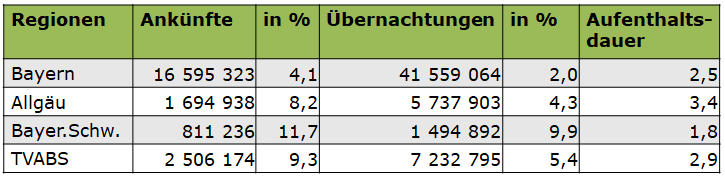 Regionen Ankünfte in % Übernachtungen in % Aufenthalts-
dauer
Bayern 16 595 323 4,1 41 559 064 2,0 2,5
Allgäu 1 694 938 8,2 5 737 903 4,3 3,4
Bayer.Schw. 811 236 11,7 1 494 892 9,9 1,8
TVABS 2 506 174 9,3 7 232 795 5,4 2,9